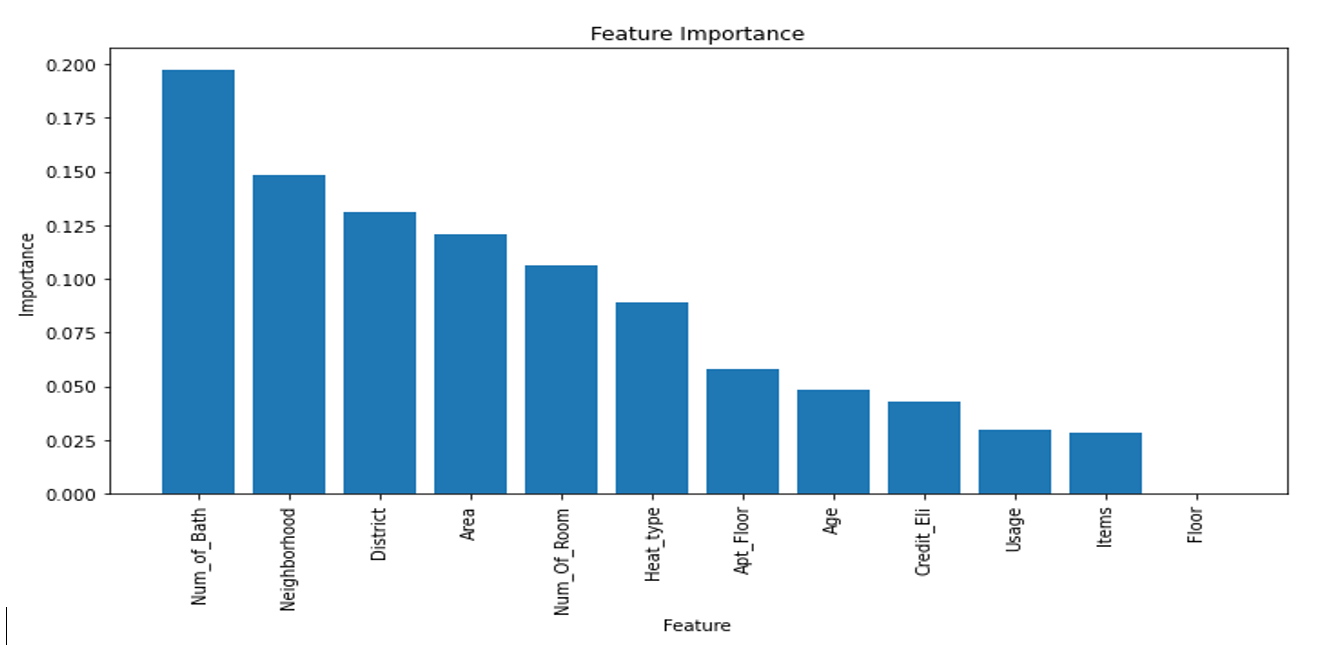 Feature Importance
Importance
0.200
0.175
0.150
0.125
0.100
0.075
0.050
0.025
0.000
Num_of_Bath
Neighborhood
District
Area
Num_Of_Room
Heat_type
Apt_Floor
Age
Credit_Eli
Usage
Items
Floor
Feature